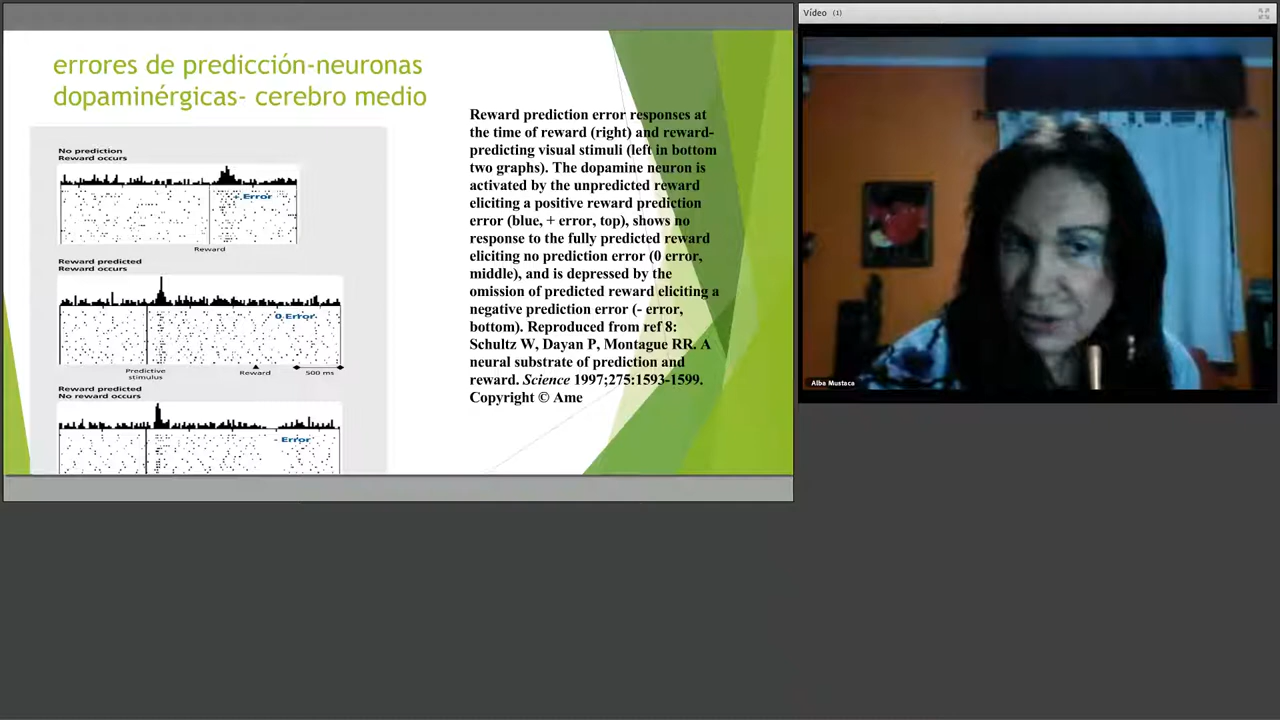 errores de predicción-neuronas
dopaminérgicas- cerebro medio
No prediction
Reward occurs
Error
Reward
Reward predicted
Reward occurs
0 Error
Predictive
stimulus
Reward
500 ms
Reward predicted
No reward occurs
- Error
Reward prediction error responses at
the time of reward (right) and reward-
predicting visual stimuli (left in bottom
two graphs). The dopamine neuron is
activated by the unpredicted reward
eliciting a positive reward prediction
error (blue, + error, top), shows no
response to the fully predicted reward
eliciting no prediction error (0 error,
middle), and is depressed by the
omission of predicted reward eliciting a
negative prediction error (- error,
bottom). Reproduced from ref 8:
Schultz W, Dayan P, Montague RR. A
neural substrate of prediction and
reward. Science 1997;275:1593-1599.
Copyright © Ame
Vídeo (1)
Alba Mustaca